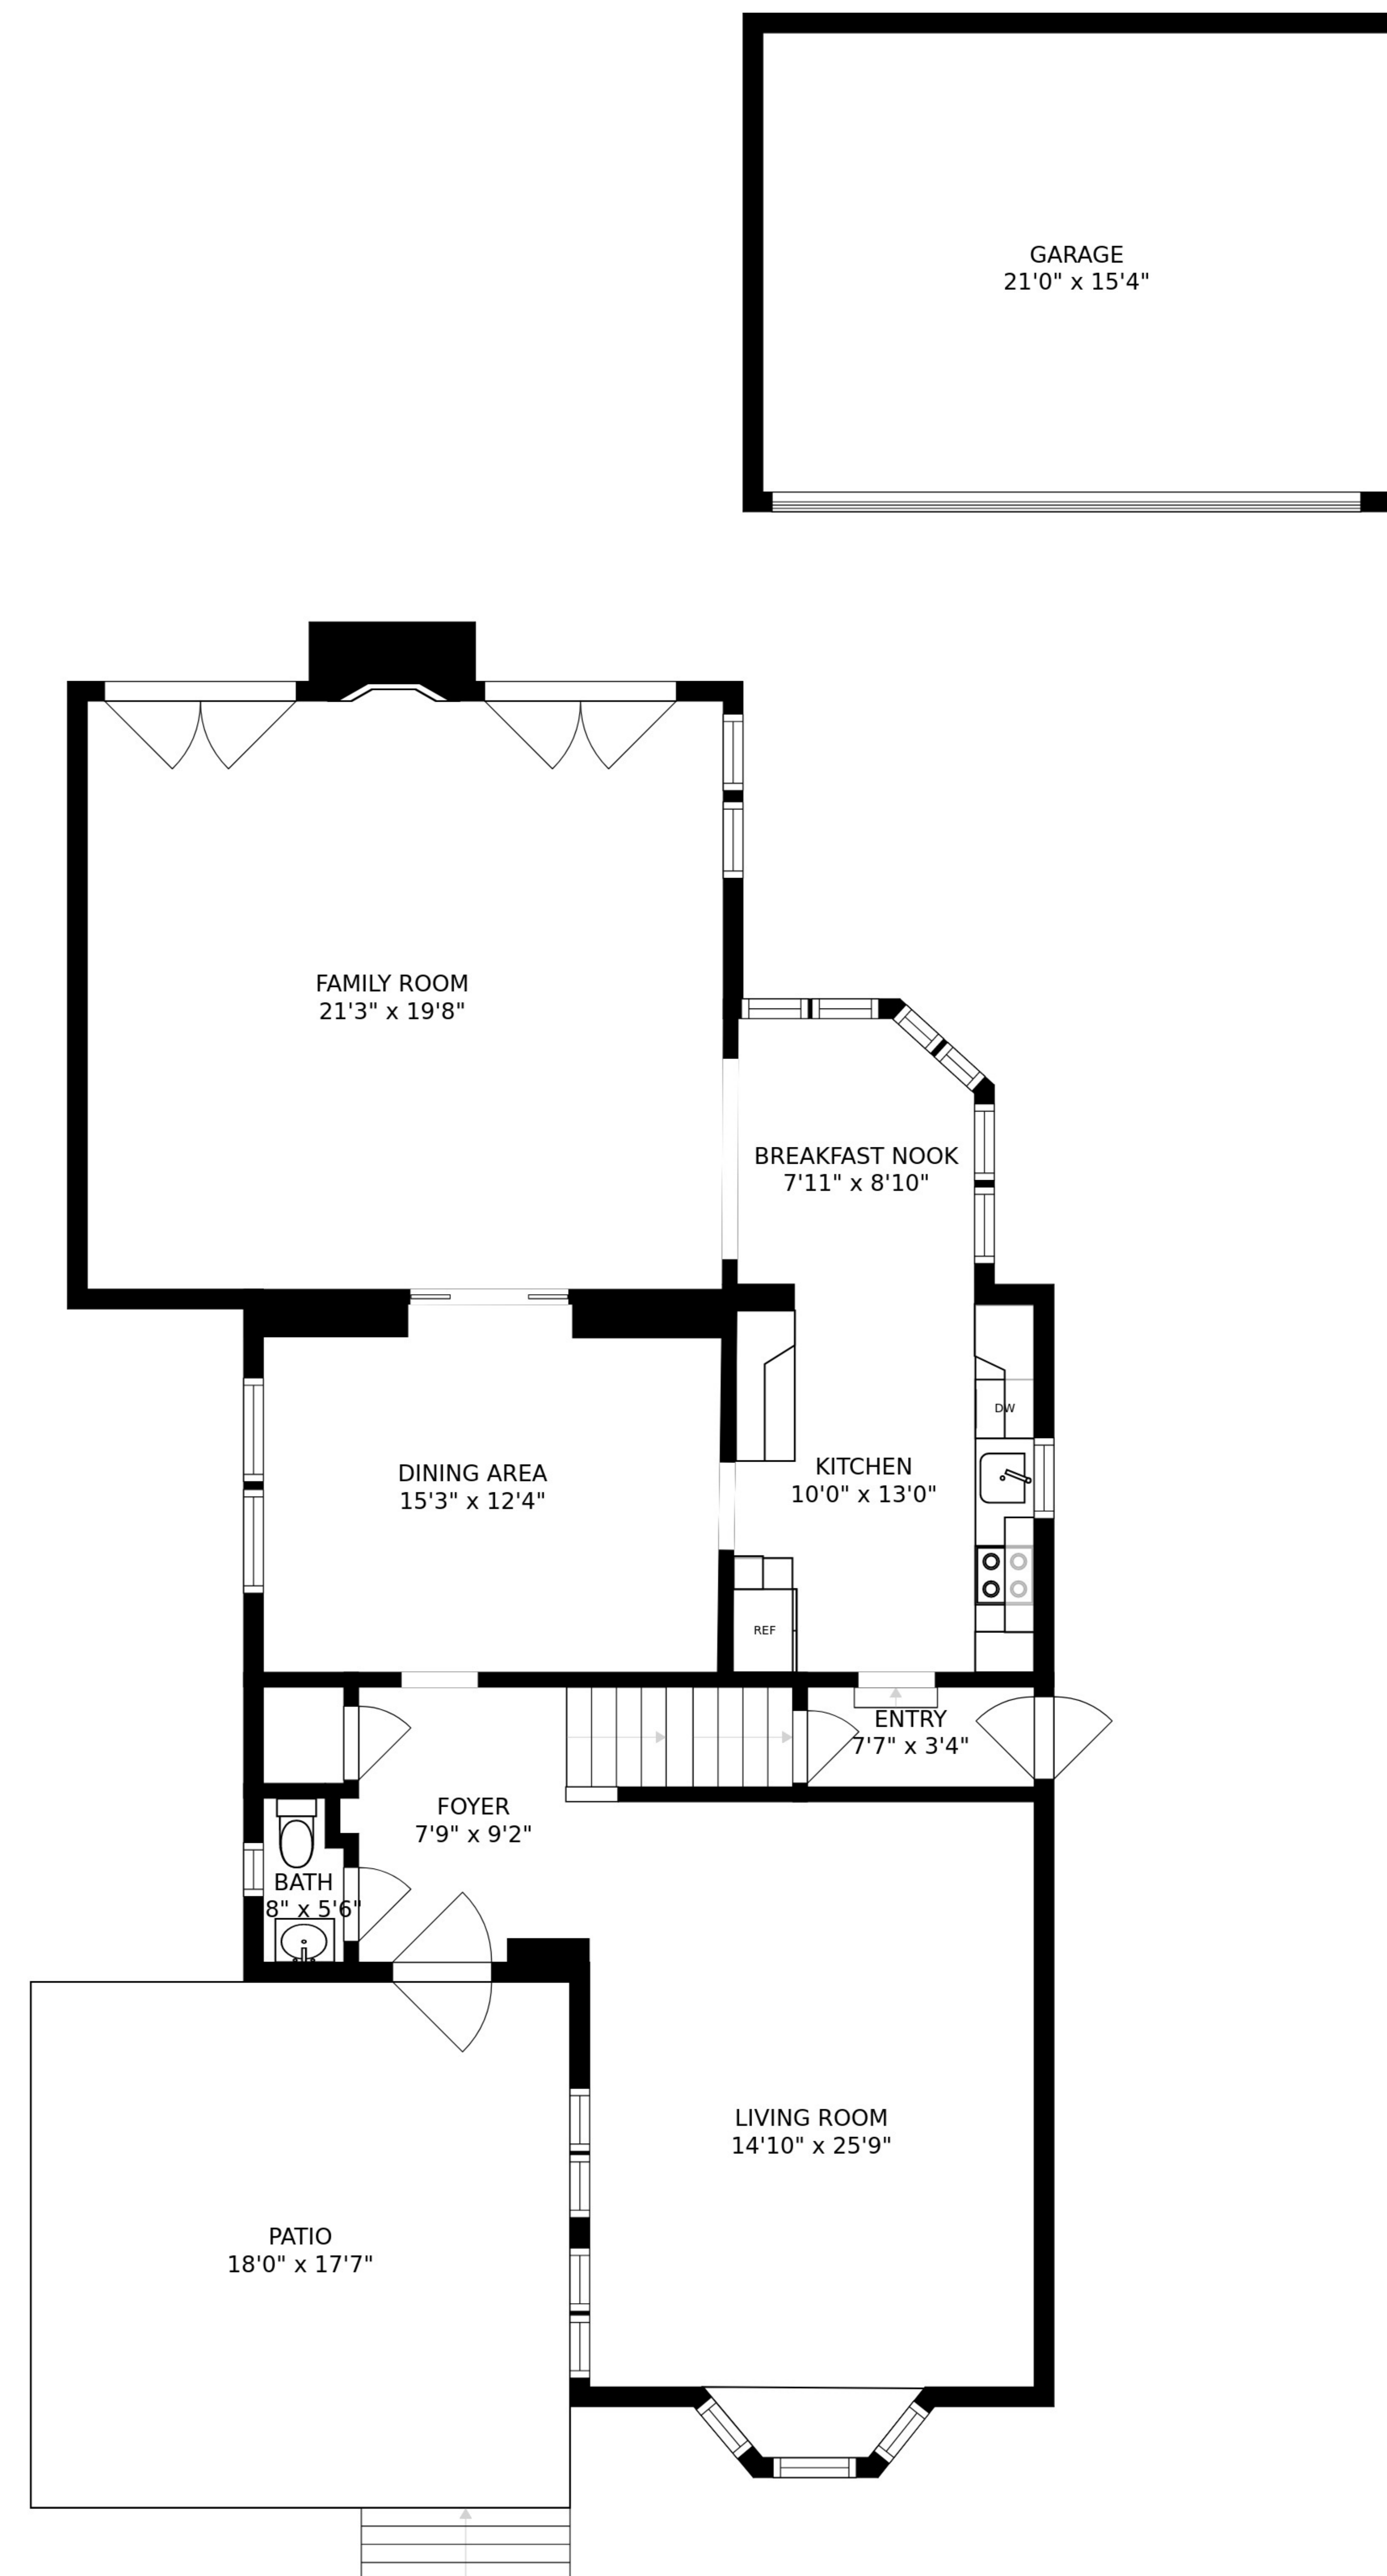 GARAGE
21'0" x 15'4"
FAMILY ROOM
21'3" x 19'8"
BREAKFAST NOOK
7'11" x 8'10"
DW
KITCHEN
10'0" x 13'0"
DINING AREA
15'3" x 12'4"
REF
ENTRY
7'7" x 3'4"
FOYER
7'9" x 9'2"
BATH
8" x 5'6"
LIVING ROOM
14'10" x 25'9"
PATIO
18'0" x 17'7"